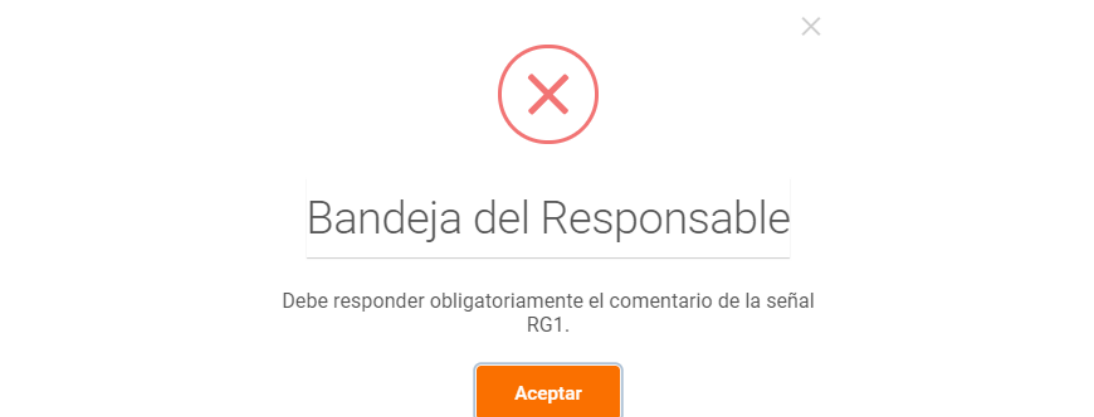 Bandeja del Responsable
Debe responder obligatoriamente el comentario de la señal
RG1.
Aceptar